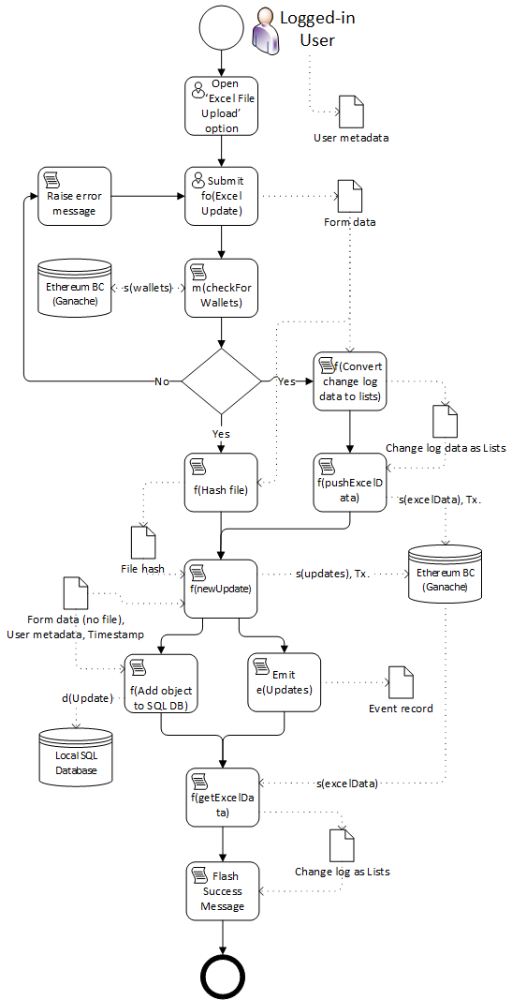 Logged-in
User
Open
‘Excel File
Upload’
option
User metadata
Raise error
message
Submit
fo(Excel
Update)
Form data
Ethereum BC
(Ganache)
s(wallets)
m(checkFor
Wallets)
No
Yes
f(Convert
change log
data to lists)
Yes
Change log data as Lists
f(Hash file)
f(pushExcelD
ata)
s(excelData), Tx.
File hash
f(newUpdate)
s(updates), Tx.
Ethereum BC
(Ganache)
Form data (no file),
User metadata, Timestamp
f(Add object
to SQL DB)
Emit
e(Updates)
d(Update)
Event record
Local SQL
Database
f(getExcelDa
ta)
s(excelData)
Change log as Lists
Flash
Success
Message